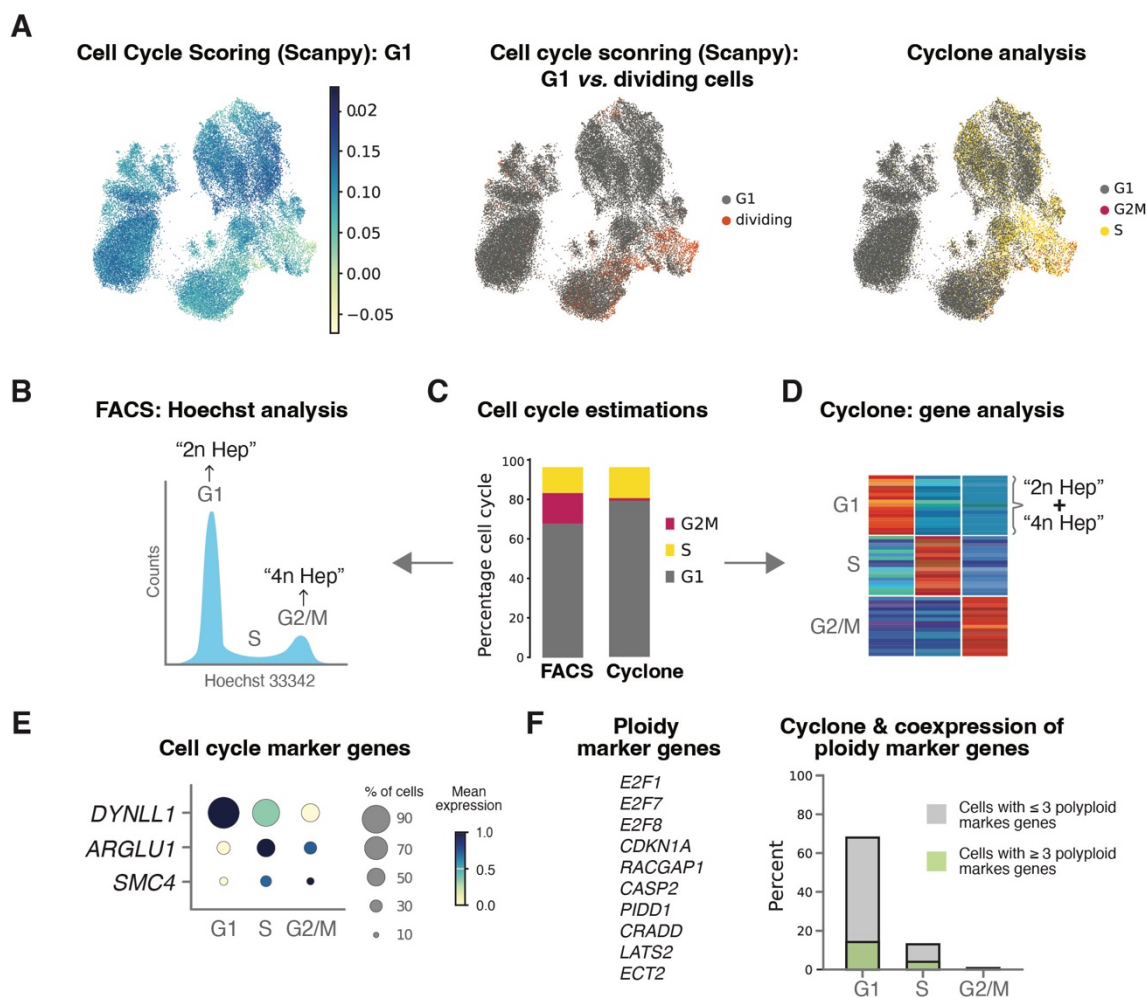 A
Cell Cycle Scoring (Scanpy): G1
0.02
0.15
0.10
0.05
0.00
−0.05
Cell cycle sconring (Scanpy):
G1 vs. dividing cells
G1
dividing
Cyclone analysis
G1
G2M
S
B
FACS: Hoechst analysis
“2n Hep”
G1
“4n Hep”
G2/M
S
Counts
Hoechst 33342
C
Cell cycle estimations
Percentage cell cycle
100
80
60
40
20
0
FACS
Cyclone
G2M
S
G1
D
Cyclone: gene analysis
G1
S
G2/M
“2n Hep”
+
“4n Hep”
E
Cell cycle marker genes
DYNLL1
ARGLU1
SMC4
G1
S
G2/M
% of cells
90
70
50
30
10
Mean
expression
1.0
0.5
0.0
F
Ploidy
marker genes
E2F1
E2F7
E2F8
CDKN1A
RACGAP1
CASP2
PIDD1
CRADD
LATS2
ECT2
Cyclone & coexpression of
ploidy marker genes
Percent
100
80
60
40
20
0
G1
S
G2/M
Cells with ≤ 3 polyploid
markes genes
Cells with ≥ 3 polyploid
markes genes